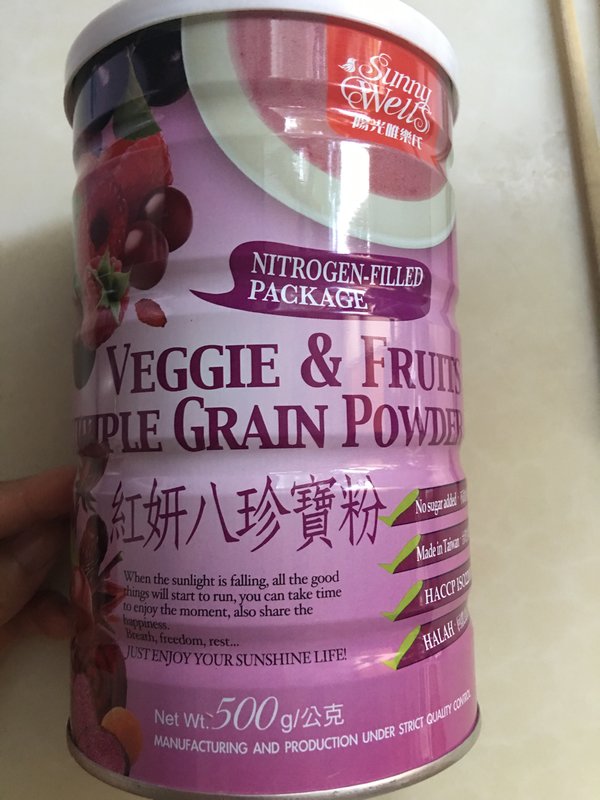 Sunny
Wells
陽光唯樂氏
NITROGEN-FILLED
PACKAGE
VEGGIE & FRUITS
GRAIN POWDER
紅妍八珍寶粉
No sugar added
Made in Taiwan
HACCP
HALAH
When the sunlight is falling, all the good
things will start to run, you can take time
to enjoy the moment, also share the
happiness.
Breath, freedom, rest...
JUST ENJOY YOUR SUNSHINE LIFE!
Net Wt. 500 g/公克
MANUFACTURING AND PRODUCTION UNDER STRICT QUALITY CONTROL